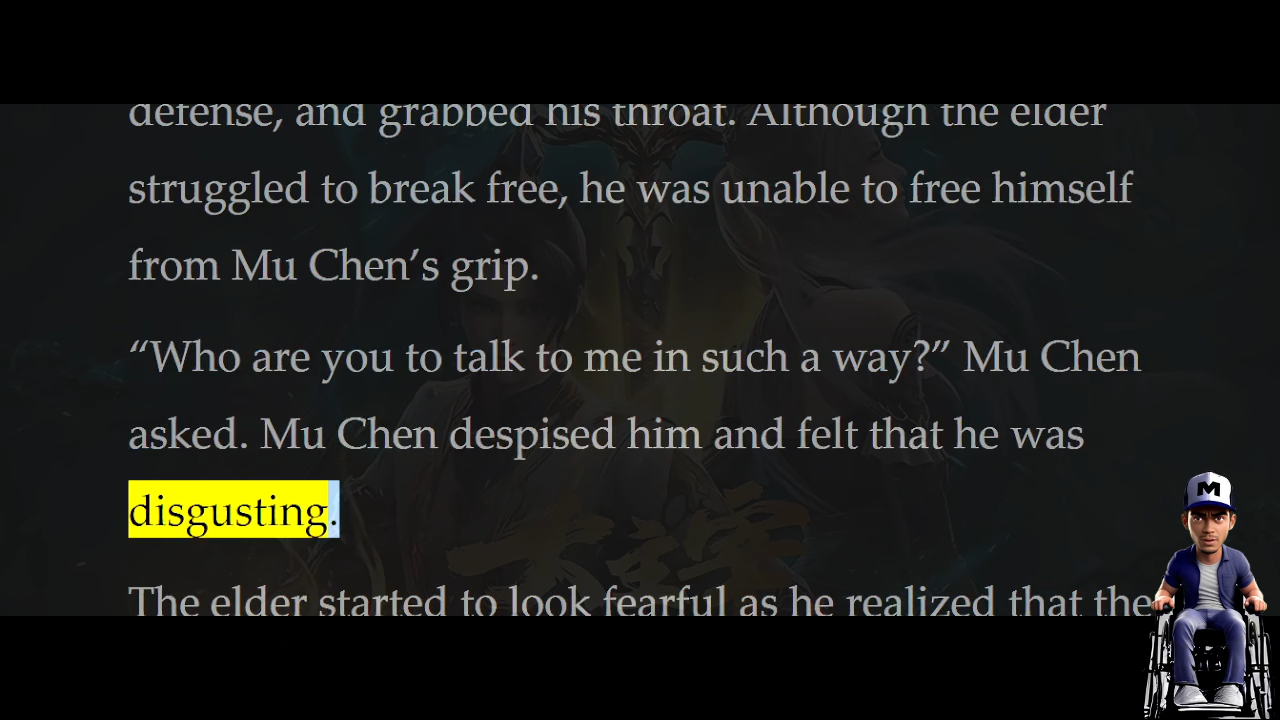 defense, and grabbed his throat. Although the elder
struggled to break free, he was unable to free himself
from Mu Chen’s grip.
“Who are you to talk to me in such a way?” Mu Chen
asked. Mu Chen despised him and felt that he was
disgusting.
The elder started to look fearful as he realized that the
M